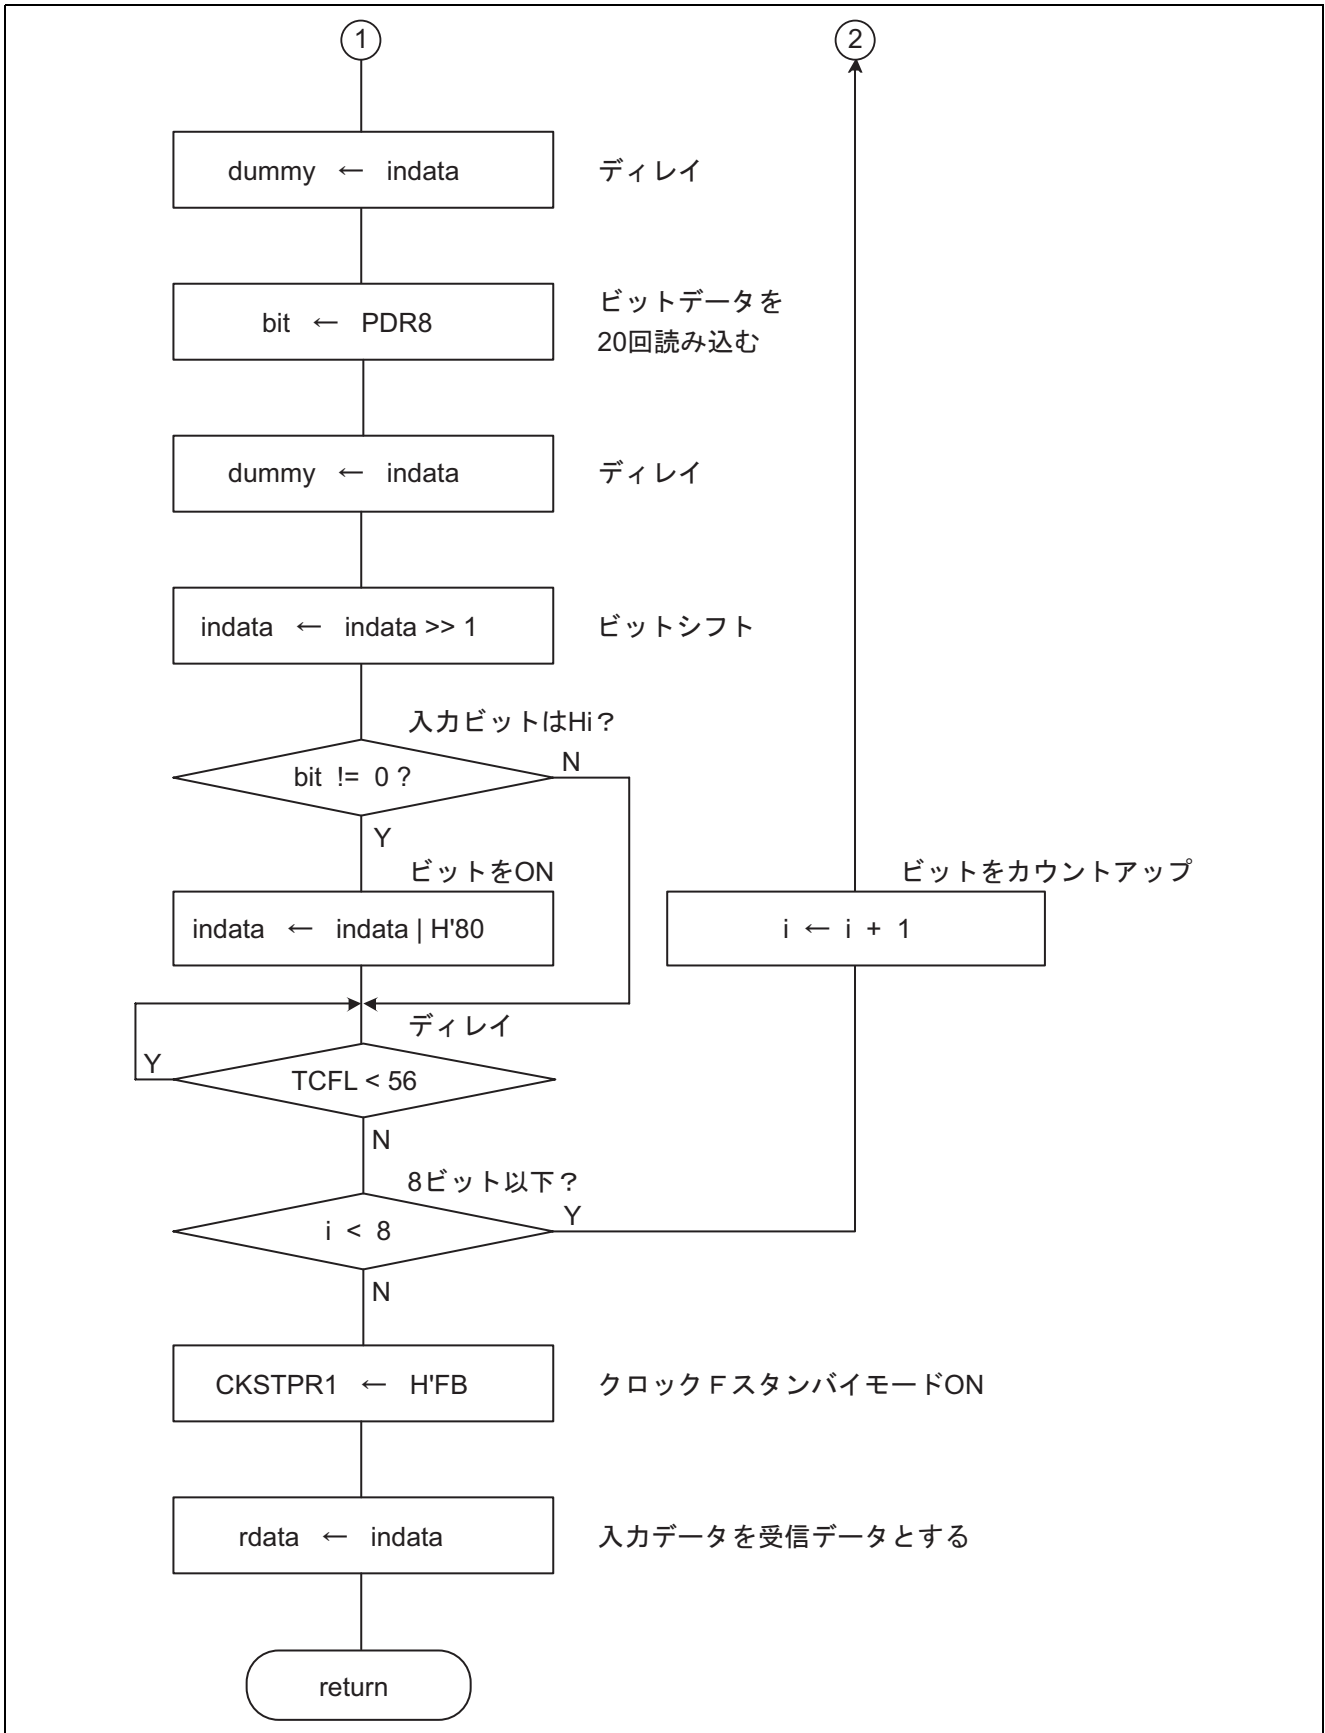 1
2
dummy ← indata
ディレイ
bit ← PDR8
ビットデータを
20回読み込む
dummy ← indata
ディレイ
indata ← indata >> 1
ビットシフト
入力ビットはHi？
bit != 0 ?
N
Y
ビットをON
indata ← indata | H'80
ビットをカウントアップ
i ← i + 1
ディレイ
Y
TCFL < 56
N
8ビット以下？
i < 8
Y
N
CKSTPR1 ← H'FB
クロックＦスタンバイモードON
rdata ← indata
入力データを受信データとする
return